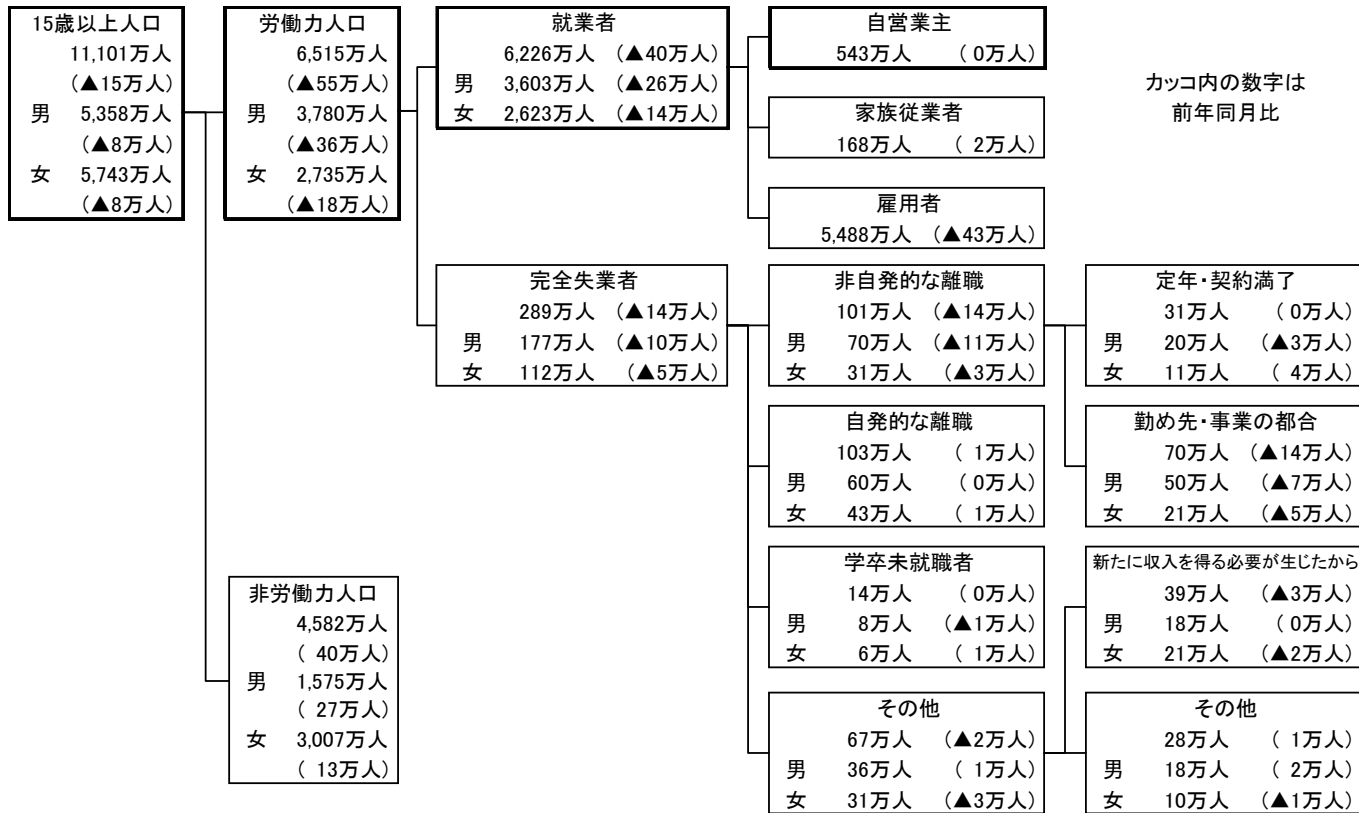 15歳以上人口
11,101万人
(▲15万人)
男 5,358万人
(▲8万人)
女 5,743万人
(▲8万人)
労働力人口
6,515万人
(▲55万人)
男 3,780万人
(▲36万人)
女 2,735万人
(▲18万人)
就業者
6,226万人 (▲40万人)
男 3,603万人 (▲26万人)
女 2,623万人 (▲14万人)
自営業主
543万人 ( 0万人)
カッコ内の数字は
前年同月比
家族従業者
168万人 ( 2万人)
雇用者
5,488万人 (▲43万人)
完全失業者
289万人 (▲14万人)
男 177万人 (▲10万人)
女 112万人 (▲5万人)
非自発的な離職
101万人 (▲14万人)
男 70万人 (▲11万人)
女 31万人 (▲3万人)
定年・契約満了
31万人 ( 0万人)
男 20万人 (▲3万人)
女 11万人 ( 4万人)
自発的な離職
103万人 ( 1万人)
男 60万人 ( 0万人)
女 43万人 ( 1万人)
勤め先・事業の都合
70万人 (▲14万人)
男 50万人 (▲7万人)
女 21万人 (▲5万人)
学卒未就職者
14万人 ( 0万人)
男 8万人 (▲1万人)
女 6万人 ( 1万人)
新たに収入を得る必要が生じたから
39万人 (▲3万人)
男 18万人 ( 0万人)
女 21万人 (▲2万人)
非労働力人口
4,582万人
( 40万人)
男 1,575万人
( 27万人)
女 3,007万人
( 13万人)
その他
67万人 (▲2万人)
男 36万人 ( 1万人)
女 31万人 (▲3万人)
その他
28万人 ( 1万人)
男 18万人 ( 2万人)
女 10万人 (▲1万人)